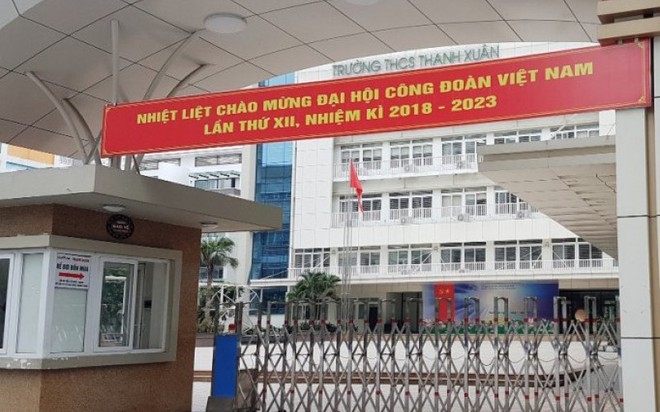 TRƯỜNG THCS THANH XUÂN
NHIỆT LIỆT CHÀO MỪNG ĐẠI HỘI CÔNG ĐOÀN VIỆT NAM
LẦN THỨ XII, NHIỆM KÌ 2018 - 2023